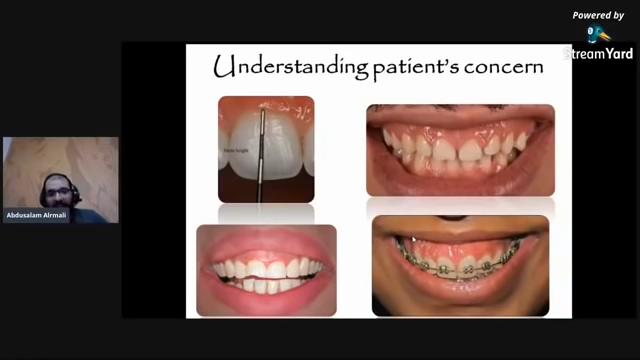 Powered by
StreamYard
Understanding patient's concern
Abdusalam Alrmali